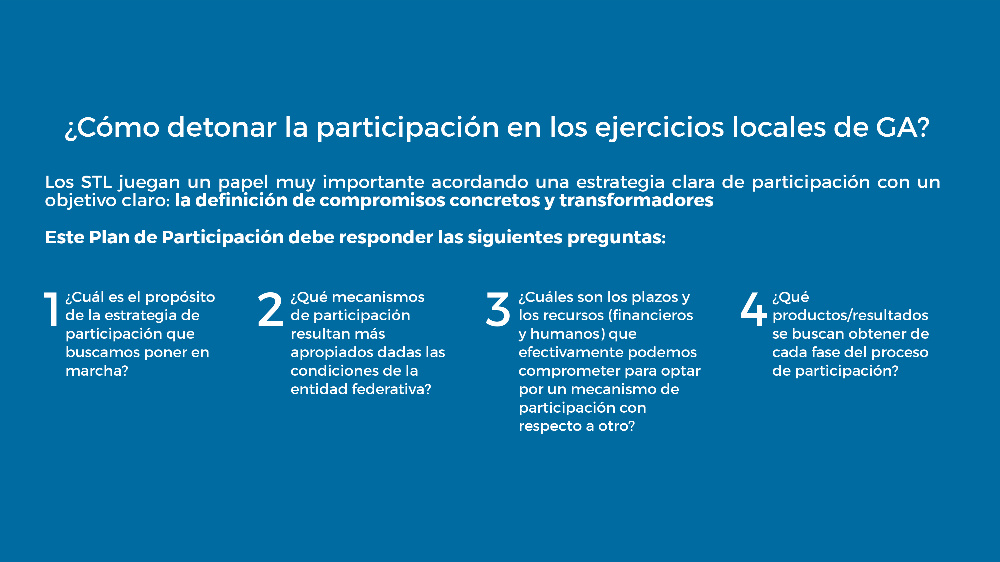 ¿Cómo detonar la participación en los ejercicios locales de GA?
Los STL juegan un papel muy importante acordando una estrategia clara de participación con un
objetivo claro: la definición de compromisos concretos y transformadores
Este Plan de Participación debe responder las siguientes preguntas:
1
¿Cuál es el propósito
de la estrategia de
participación que
buscamos poner en
marcha?
2
¿Qué mecanismos
de participación
resultan más
apropiados dadas las
condiciones de la
entidad federativa?
3
¿Cuáles son los plazos y
los recursos (financieros
y humanos) que
efectivamente podemos
comprometer para optar
por un mecanismo de
participación con
respecto a otro?
4
¿Qué
productos/resultados
se buscan obtener de
cada fase del proceso
de participación?